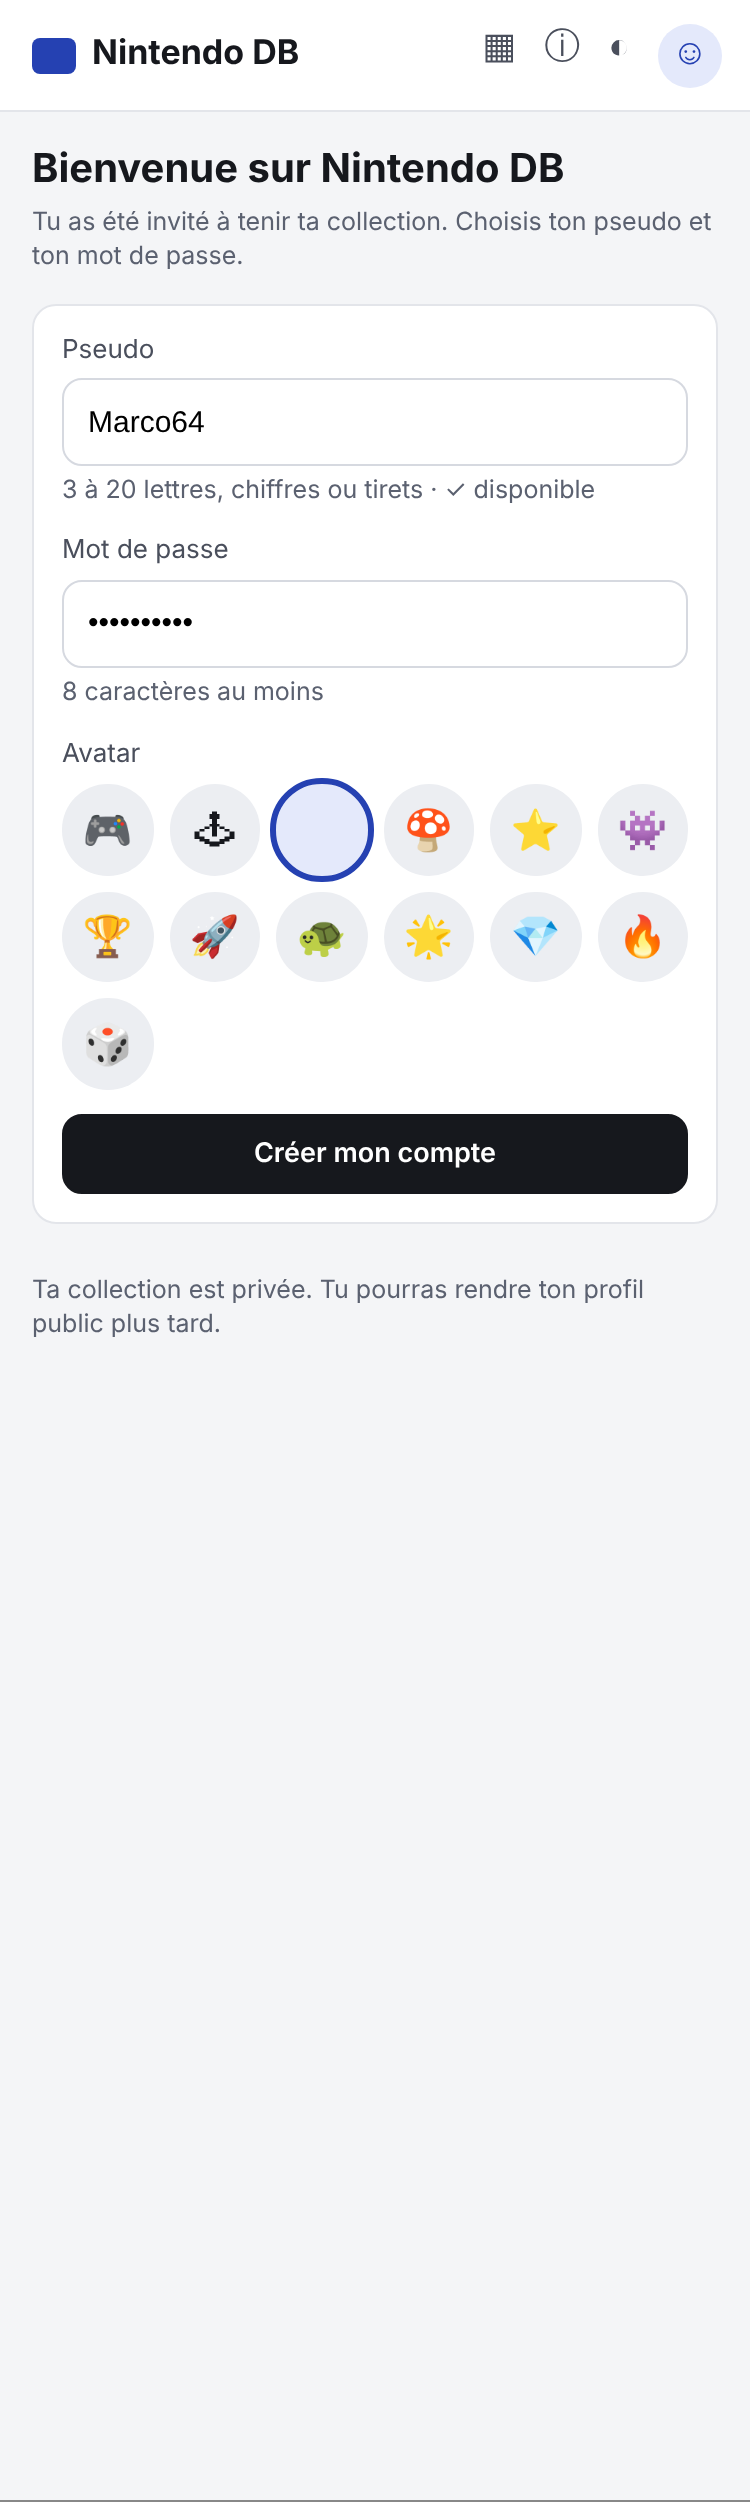 Nintendo DB
Bienvenue sur Nintendo DB
Tu as été invité à tenir ta collection. Choisis ton pseudo et
ton mot de passe.
Pseudo
Marco64
3 à 20 lettres, chiffres ou tirets · ✓ disponible
Mot de passe
••••••••••
8 caractères au moins
Avatar
Créer mon compte
Ta collection est privée. Tu pourras rendre ton profil
public plus tard.